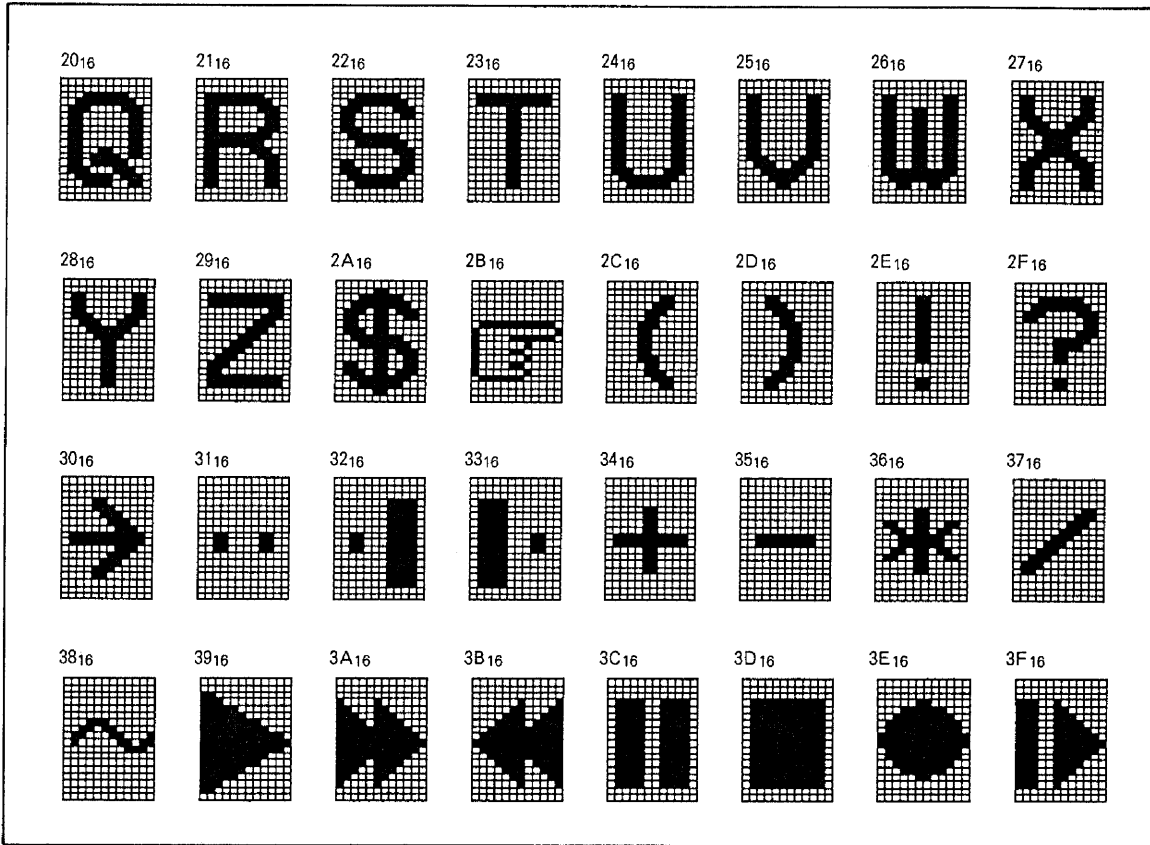 20₁₆ 21₁₆ 22₁₆ 23₁₆ 24₁₆ 25₁₆ 26₁₆ 27₁₆
Q R S T U V W X
28₁₆ 29₁₆ 2A₁₆ 2B₁₆ 2C₁₆ 2D₁₆ 2E₁₆ 2F₁₆
Y Z $ ☞ ( ) ! ?
30₁₆ 31₁₆ 32₁₆ 33₁₆ 34₁₆ 35₁₆ 36₁₆ 37₁₆
→ + − * /
38₁₆ 39₁₆ 3A₁₆ 3B₁₆ 3C₁₆ 3D₁₆ 3E₁₆ 3F₁₆